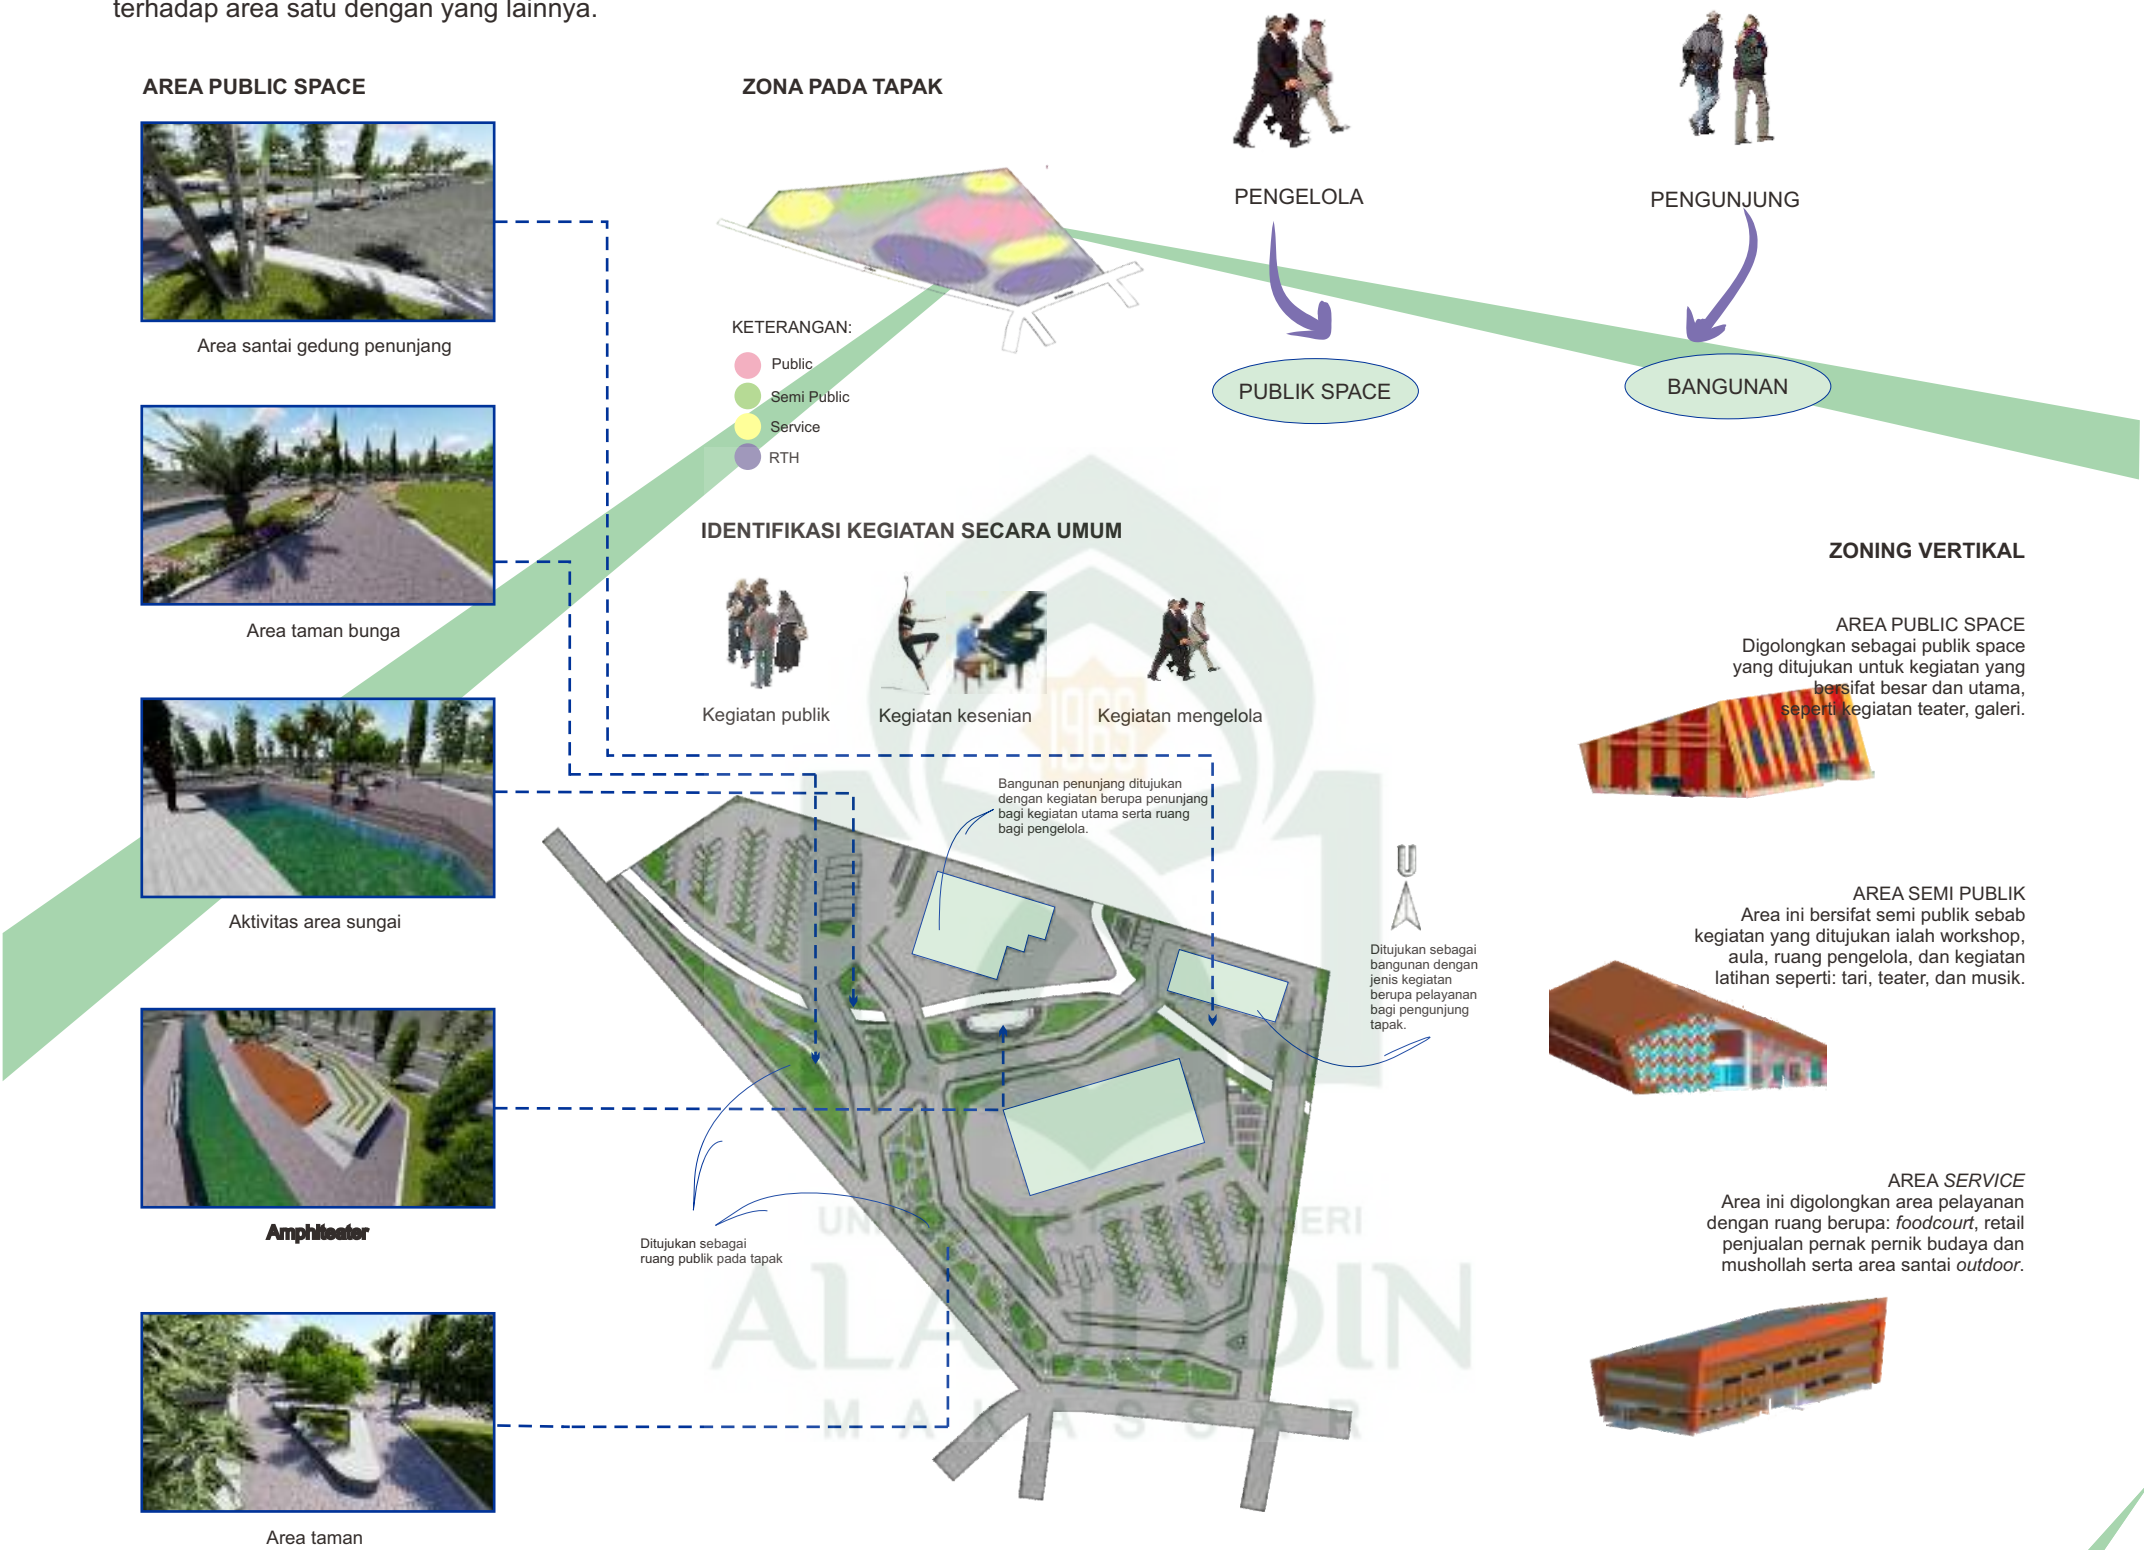 terhadap area satu dengan yang lainnya.
AREA PUBLIC SPACE
Area santai gedung penunjang
Area taman bunga
Aktivitas area sungai
Amphiteater
Area taman
ZONA PADA TAPAK
KETERANGAN:
Public
Semi Public
Service
RTH
PENGELOLA
PENGUNJUNG
PUBLIK SPACE
BANGUNAN
IDENTIFIKASI KEGIATAN SECARA UMUM
Kegiatan publik
Kegiatan kesenian
Kegiatan mengelola
1969
Bangunan penunjang ditujukan
dengan kegiatan berupa penunjang
bagi kegiatan utama serta ruang
bagi pengelola.
U
Ditujukan sebagai
bangunan dengan
jenis kegiatan
berupa pelayanan
bagi pengunjung
tapak.
Ditujukan sebagai
ruang publik pada tapak
ZONING VERTIKAL
AREA PUBLIC SPACE
Digolongkan sebagai publik space
yang ditujukan untuk kegiatan yang
bersifat besar dan utama,
seperti kegiatan teater, galeri.
AREA SEMI PUBLIK
Area ini bersifat semi publik sebab
kegiatan yang ditujukan ialah workshop,
aula, ruang pengelola, dan kegiatan
latihan seperti: tari, teater, dan musik.
AREA SERVICE
Area ini digolongkan area pelayanan
dengan ruang berupa: foodcourt, retail
penjualan pernak pernik budaya dan
mushollah serta area santai outdoor.
MAKASSAR